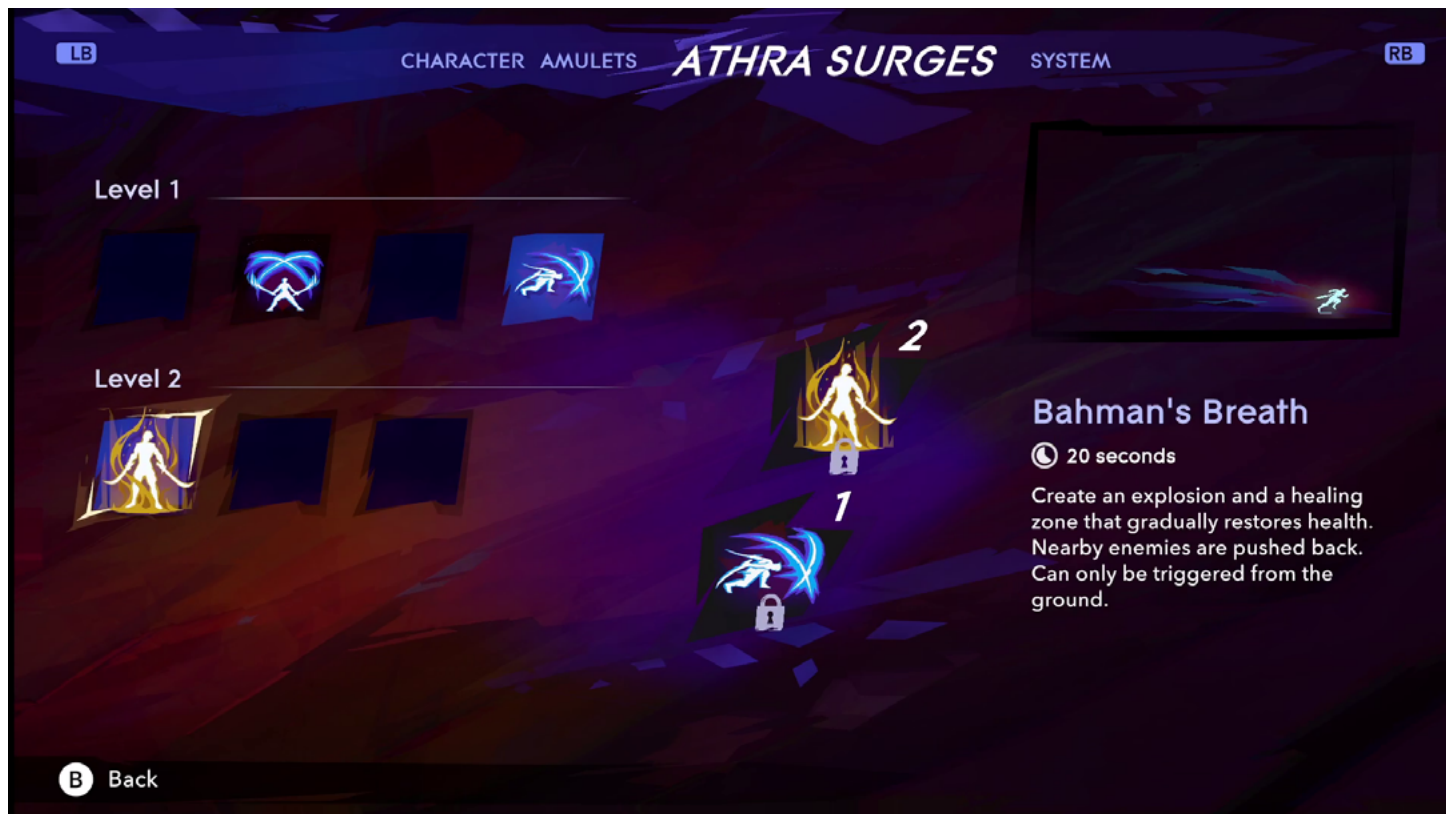 LB
CHARACTER AMULETS ATHRA SURGES SYSTEM
RB
Level 1
Level 2
2
1
Bahman's Breath
20 seconds
Create an explosion and a healing
zone that gradually restores health.
Nearby enemies are pushed back.
Can only be triggered from the
ground.
B Back